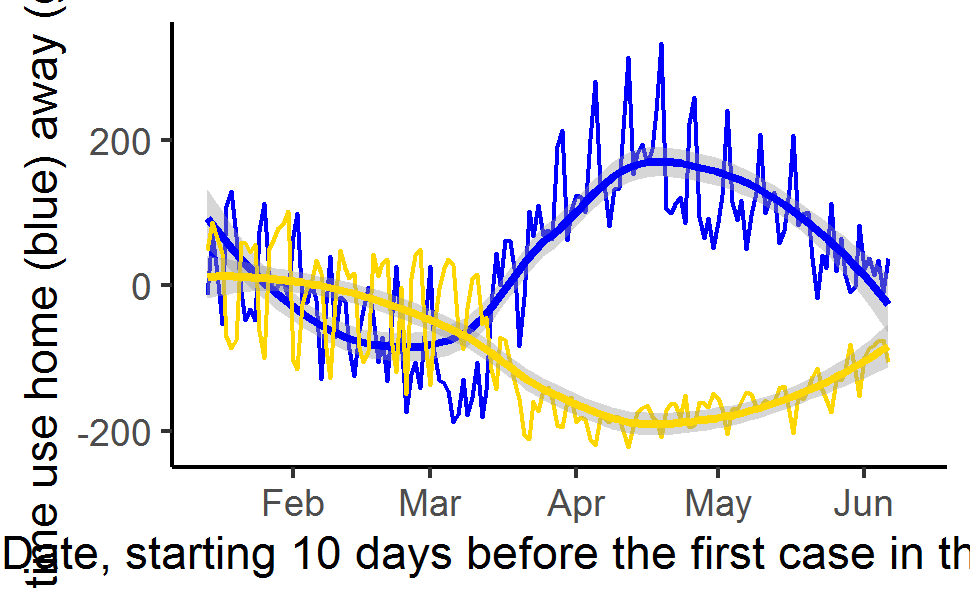 time use home (blue) away (
200
0
-200
Feb Mar Apr May Jun
Date, starting 10 days before the first case in th